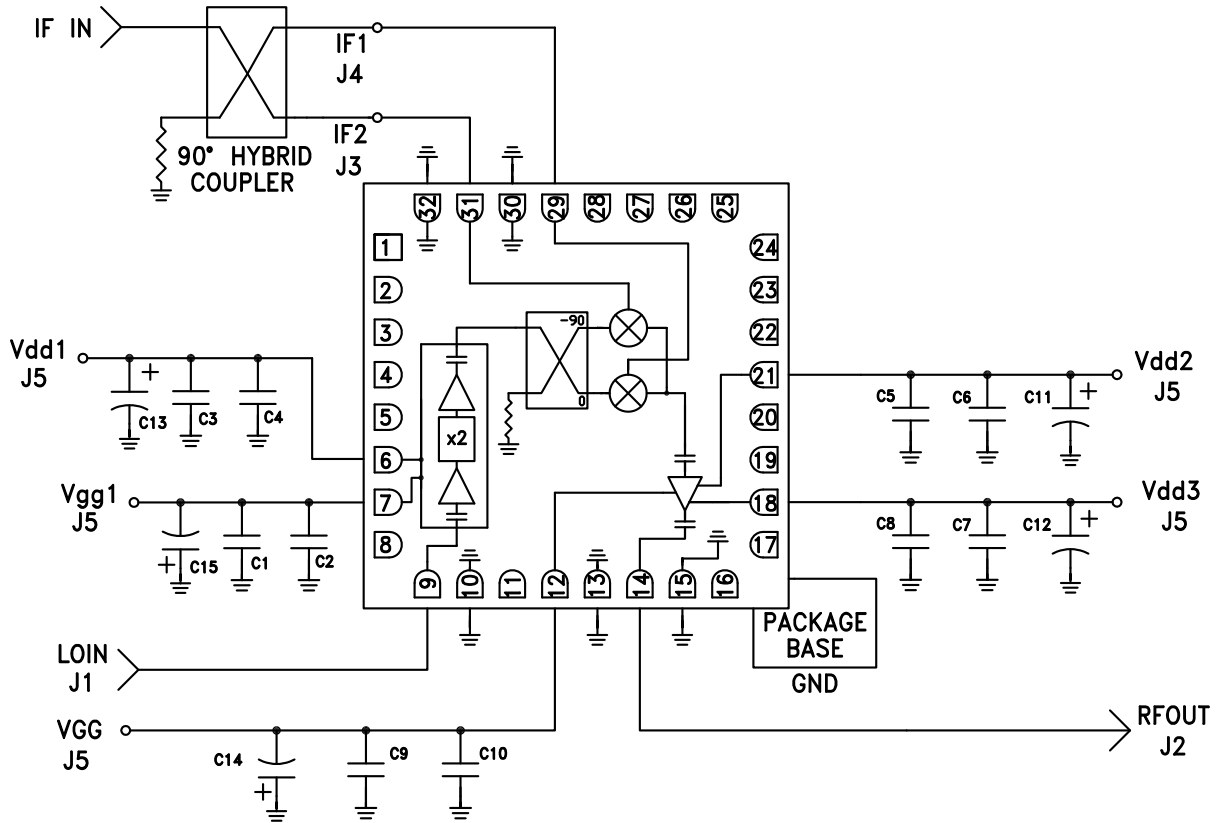 IF IN
IF1
J4
IF2
J3
90° HYBRID
COUPLER
32
31
30
29
28
27
26
25
1
2
3
4
5
6
7
8
24
23
22
21
20
19
18
17
9
10
11
12
13
14
15
16
-90
0
x2
Vdd1
J5
+
C13
C3
C4
Vgg1
J5
+
C15
C1
C2
Vdd2
J5
C5
C6
C11
+
Vdd3
J5
C8
C7
C12
+
PACKAGE
BASE
GND
LOIN
J1
VGG
J5
C14
+
C9
C10
RFOUT
J2